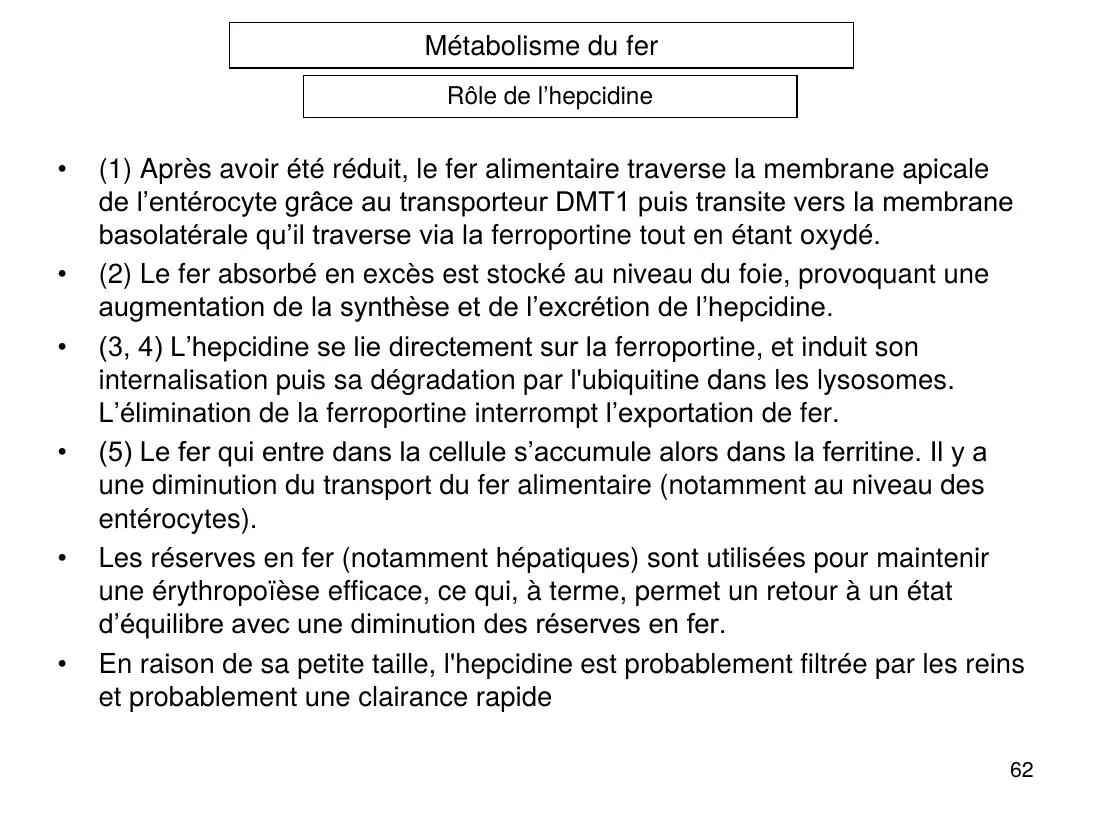 Métabolisme du fer
Rôle de l’hepcidine
• (1) Après avoir été réduit, le fer alimentaire traverse la membrane apicale
de l’entérocyte grâce au transporteur DMT1 puis transite vers la membrane
basolatérale qu’il traverse via la ferroportine tout en étant oxydé.
• (2) Le fer absorbé en excès est stocké au niveau du foie, provoquant une
augmentation de la synthèse et de l’excrétion de l’hepcidine.
• (3, 4) L’hepcidine se lie directement sur la ferroportine, et induit son
internalisation puis sa dégradation par l'ubiquitine dans les lysosomes.
L’élimination de la ferroportine interrompt l’exportation de fer.
• (5) Le fer qui entre dans la cellule s’accumule alors dans la ferritine. Il y a
une diminution du transport du fer alimentaire (notamment au niveau des
entérocytes).
• Les réserves en fer (notamment hépatiques) sont utilisées pour maintenir
une érythropoïèse efficace, ce qui, à terme, permet un retour à un état
d’équilibre avec une diminution des réserves en fer.
• En raison de sa petite taille, l'hepcidine est probablement filtrée par les reins
et probablement une clairance rapide
62